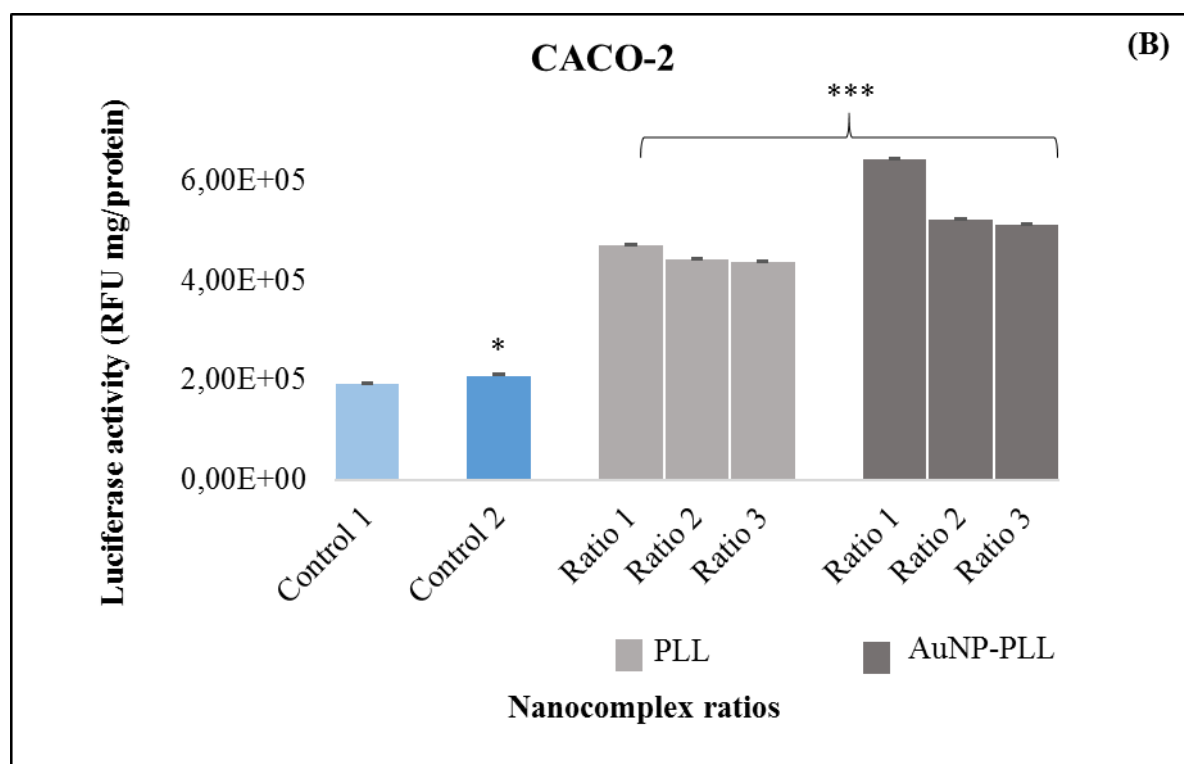 (B)
CACO-2
***
Luciferase activity (RFU mg/protein)
6,00E+05
4,00E+05
2,00E+05
0,00E+00
*
Control 1
Control 2
Ratio 1
Ratio 2
Ratio 3
Ratio 1
Ratio 2
Ratio 3
PLL
AuNP-PLL
Nanocomplex ratios